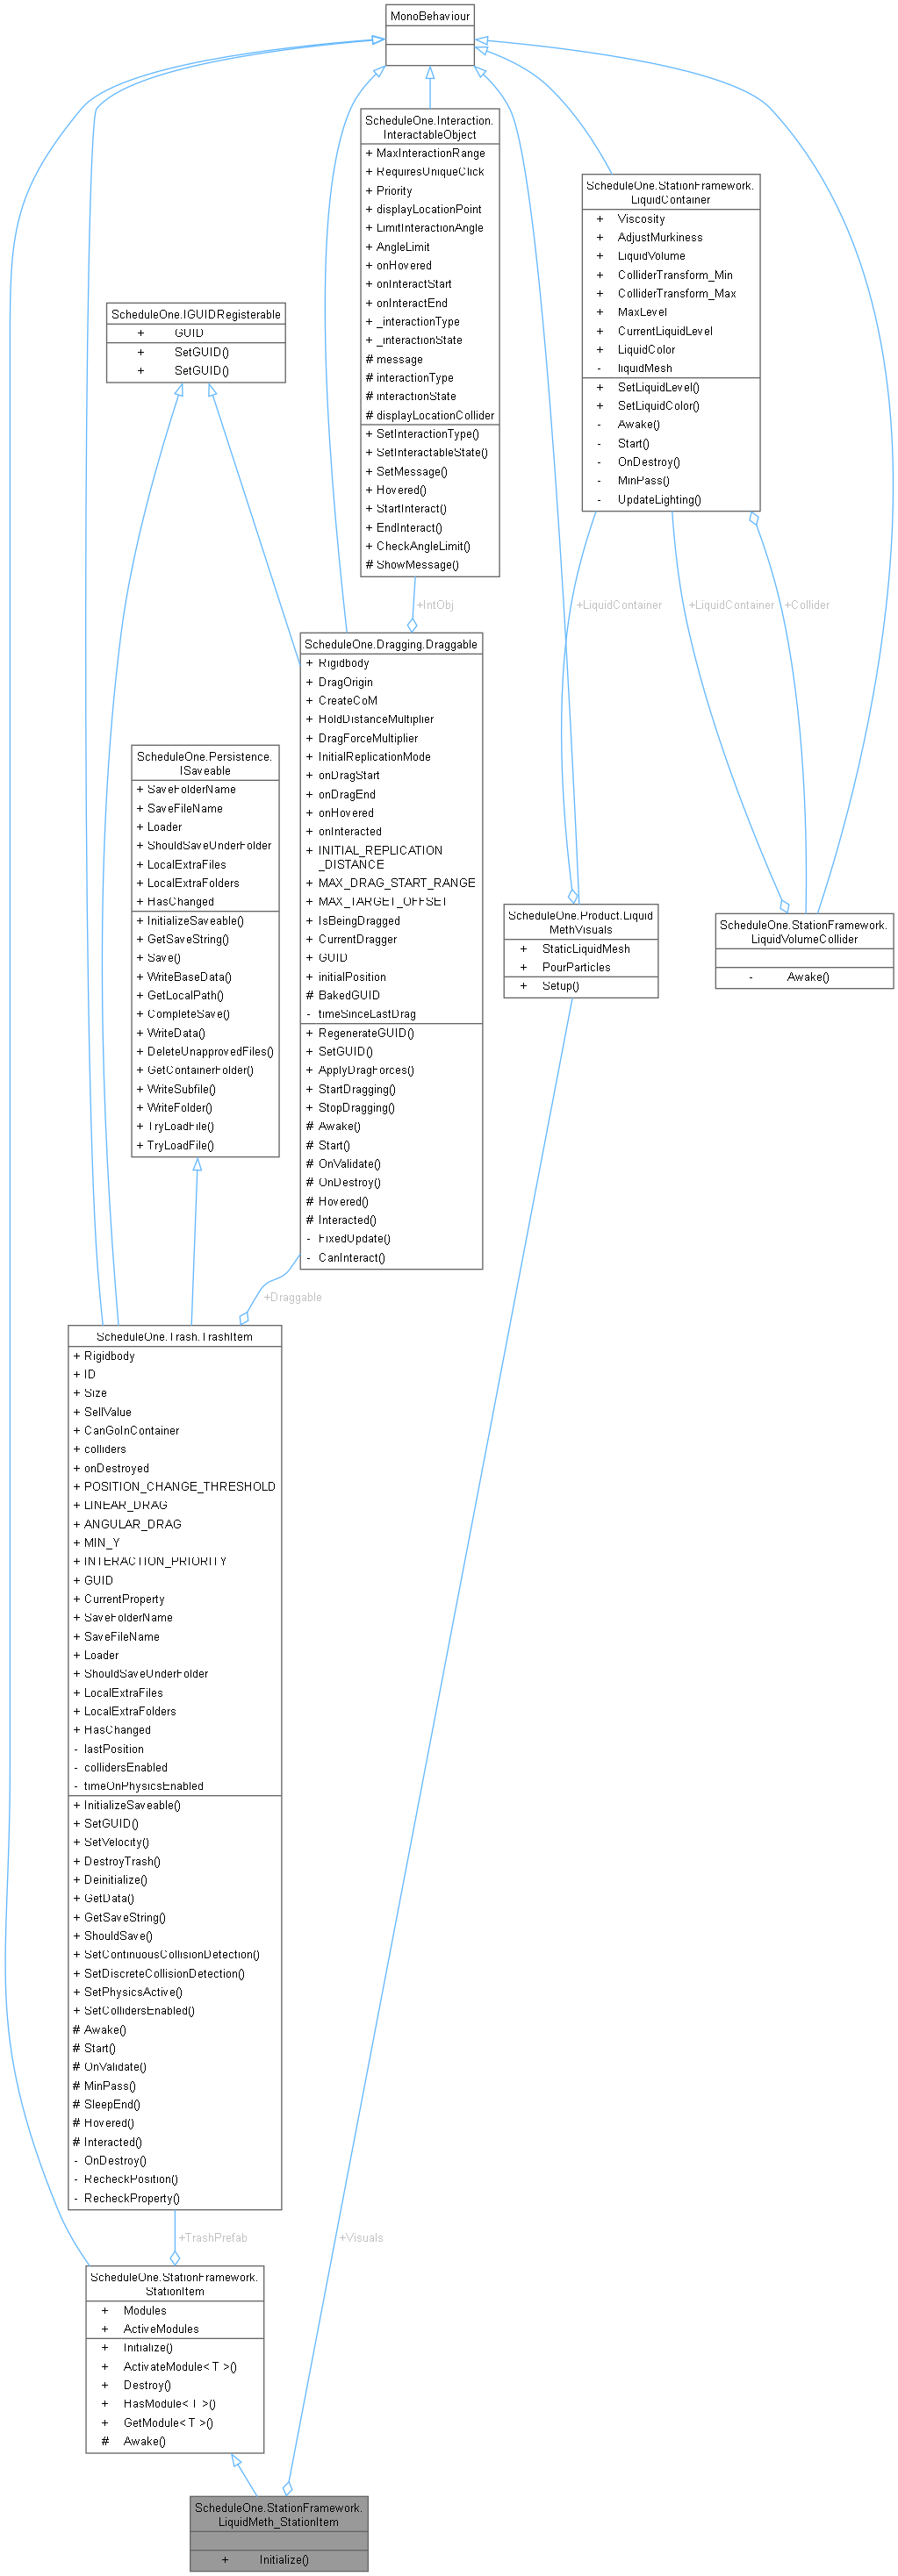 MonoBehaviour
ScheduleOne.Interaction.
InteractableObject
+ MaxInteractionRange
+ RequiresUniqueClick
+ Priority
+ displayLocationPoint
+ LimitInteractionAngle
+ AngleLimit
+ onHovered
+ onInteractStart
+ onInteractEnd
+ _interactionType
+ _interactionState
# message
# interactionType
# interactionState
# displayLocationCollider
+ SetInteractionType()
+ SetInteractableState()
+ SetMessage()
+ Hovered()
+ StartInteract()
+ EndInteract()
+ CheckAngleLimit()
# ShowMessage()
ScheduleOne.StationFramework.
LiquidContainer
+ Viscosity
+ AdjustMurkiness
+ LiquidVolume
+ ColliderTransform_Min
+ ColliderTransform_Max
+ MaxLevel
+ CurrentLiquidLevel
+ LiquidColor
- liquidMesh
+ SetLiquidLevel()
+ SetLiquidColor()
- Awake()
- Start()
- OnDestroy()
- MinPass()
- UpdateLighting()
ScheduleOne.IGUIDRegisterable
+ GUID
+ SetGUID()
+ SetGUID()
+IntObj
+LiquidContainer
+LiquidContainer
+Collider
ScheduleOne.Dragging.Draggable
+ Rigidbody
+ DragOrigin
+ CreateCoM
+ HoldDistanceMultiplier
+ DragForceMultiplier
+ InitialReplicationMode
+ onDragStart
+ onDragEnd
+ onHovered
+ onInteracted
+ INITIAL_REPLICATION
_DISTANCE
+ MAX_DRAG_START_RANGE
+ MAX_TARGET_OFFSET
+ IsBeingDragged
+ CurrentDragger
+ GUID
+ initialPosition
# BakedGUID
- timeSinceLastDrag
+ RegenerateGUID()
+ SetGUID()
+ ApplyDragForces()
+ StartDragging()
+ StopDragging()
# Awake()
# Start()
# OnValidate()
# OnDestroy()
# Hovered()
# Interacted()
- FixedUpdate()
- CanInteract()
ScheduleOne.Persistence.
ISaveable
+ SaveFolderName
+ SaveFileName
+ Loader
+ ShouldSaveUnderFolder
+ LocalExtraFiles
+ LocalExtraFolders
+ HasChanged
+ InitializeSaveable()
+ GetSaveString()
+ Save()
+ WriteBaseData()
+ GetLocalPath()
+ CompleteSave()
+ WriteData()
+ DeleteUnapprovedFiles()
+ GetContainerFolder()
+ WriteSubfile()
+ WriteFolder()
+ TryLoadFile()
+ TryLoadFile()
ScheduleOne.Product.Liquid
MethVisuals
+ StaticLiquidMesh
+ PourParticles
+ Setup()
ScheduleOne.StationFramework.
LiquidVolumeCollider
- Awake()
+Draggable
ScheduleOne.Trash.TrashItem
+ Rigidbody
+ ID
+ Size
+ SellValue
+ CanGoInContainer
+ colliders
+ onDestroyed
+ POSITION_CHANGE_THRESHOLD
+ LINEAR_DRAG
+ ANGULAR_DRAG
+ MIN_Y
+ INTERACTION_PRIORITY
+ GUID
+ CurrentProperty
+ SaveFolderName
+ SaveFileName
+ Loader
+ ShouldSaveUnderFolder
+ LocalExtraFiles
+ LocalExtraFolders
+ HasChanged
- lastPosition
- collidersEnabled
- timeOnPhysicsEnabled
+ InitializeSaveable()
+ SetGUID()
+ SetVelocity()
+ DestroyTrash()
+ Deinitialize()
+ GetData()
+ GetSaveString()
+ ShouldSave()
+ SetContinuousCollisionDetection()
+ SetDiscreteCollisionDetection()
+ SetPhysicsActive()
+ SetCollidersEnabled()
# Awake()
# Start()
# OnValidate()
# MinPass()
# SleepEnd()
# Hovered()
# Interacted()
- OnDestroy()
- RecheckPosition()
- RecheckProperty()
+TrashPrefab
+Visuals
ScheduleOne.StationFramework.
StationItem
+ Modules
+ ActiveModules
+ Initialize()
+ ActivateModule< T >()
+ Destroy()
+ HasModule< T >()
+ GetModule< T >()
# Awake()
ScheduleOne.StationFramework.
LiquidMeth_StationItem
+ Initialize()